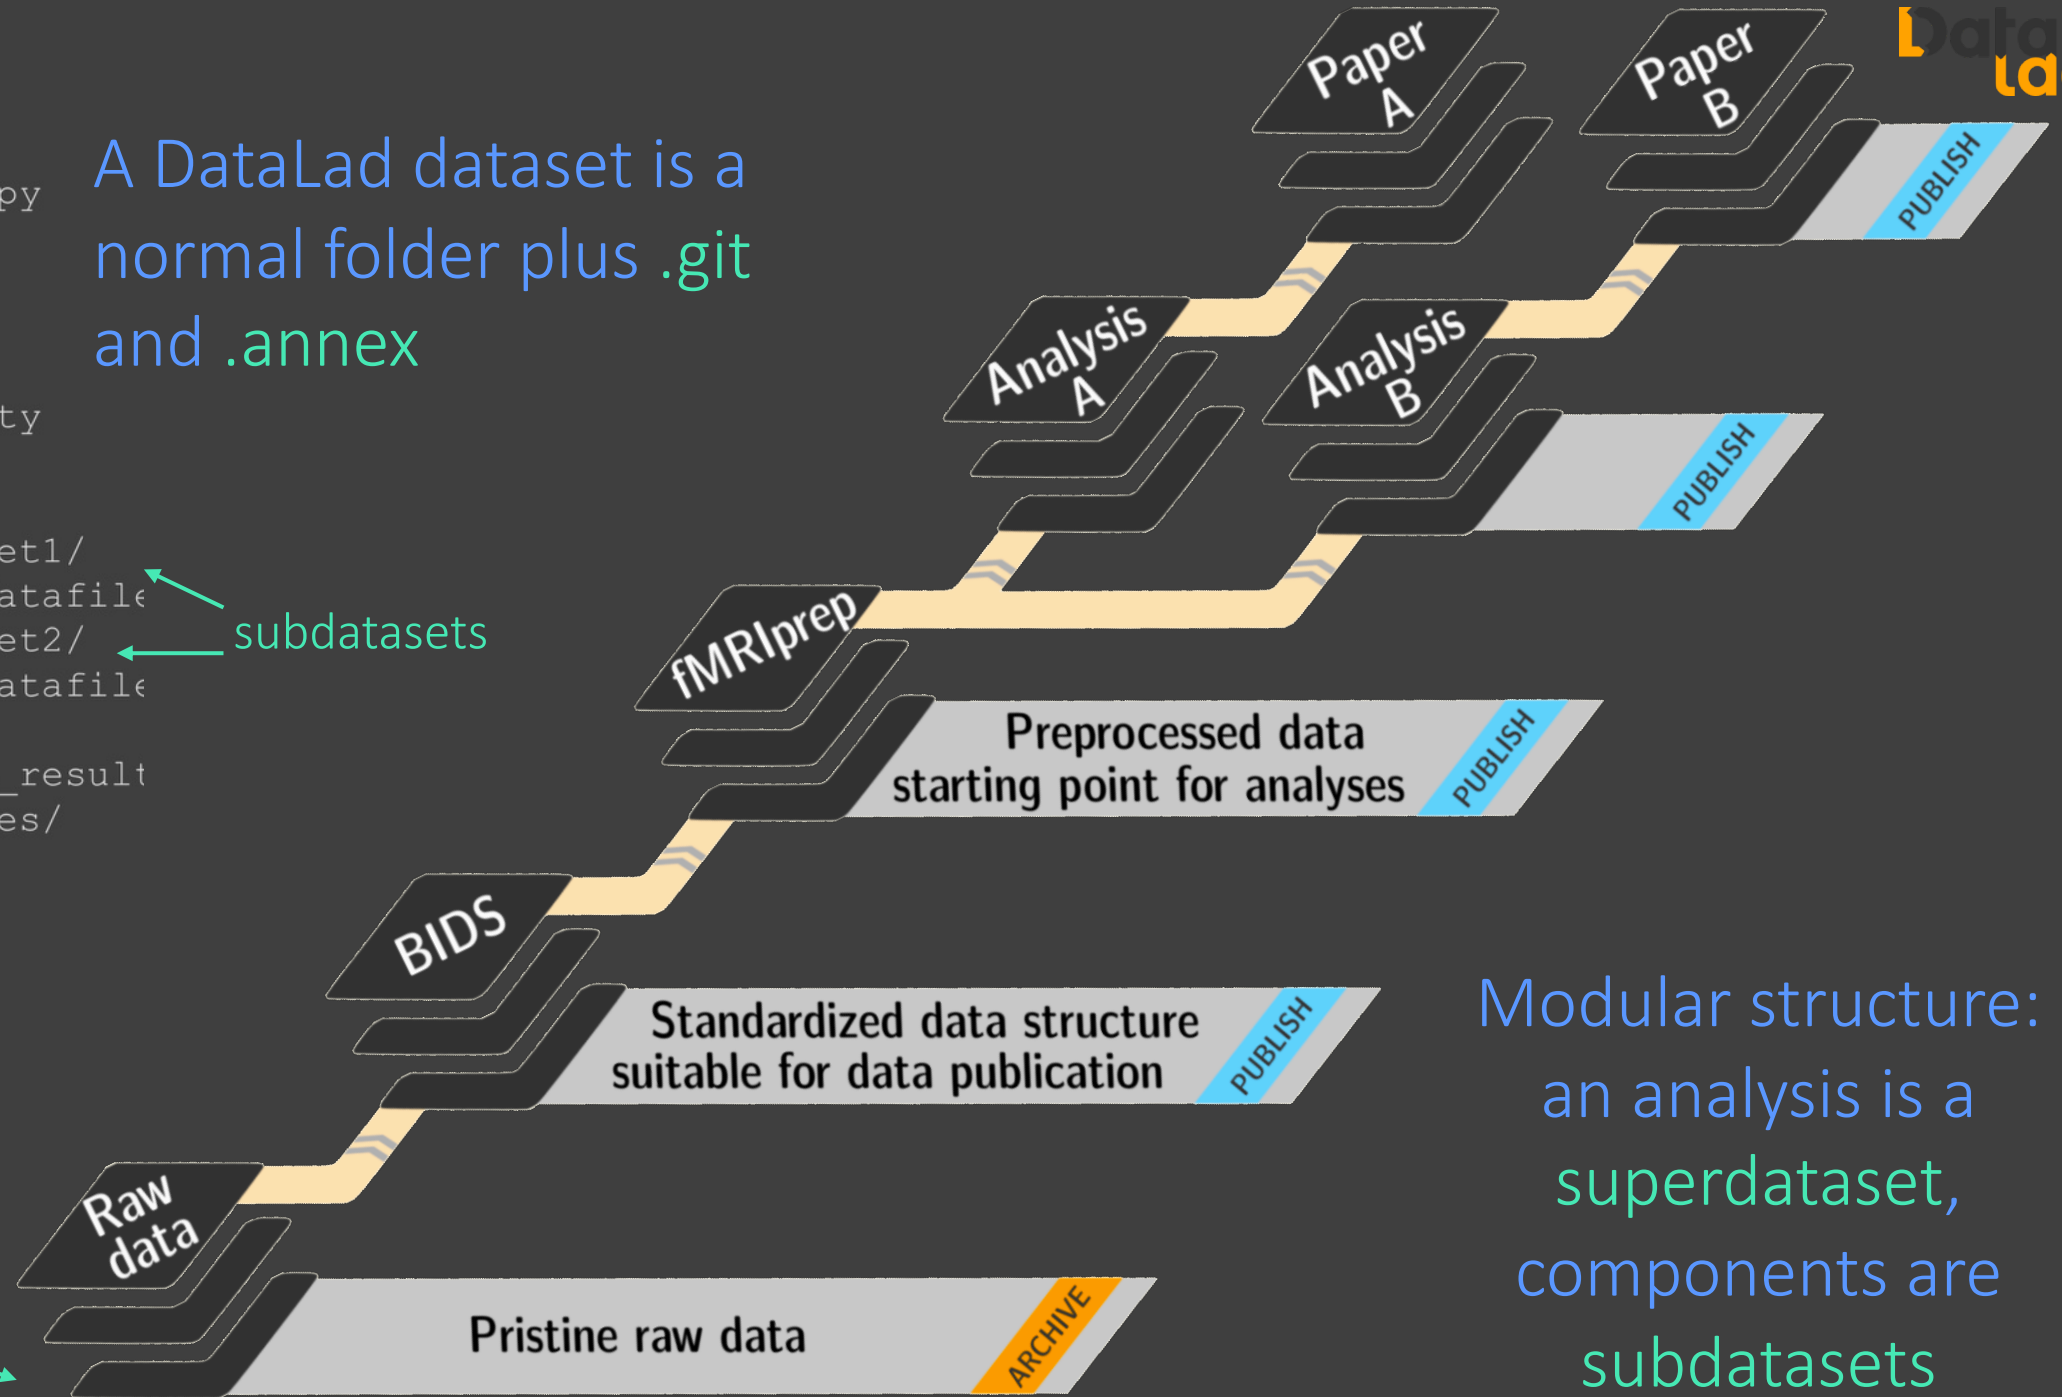 Data
la
Paper
A
Paper
B
PUBLISH
A DataLad dataset is a
normal folder plus .git
and .annex
py
ty
et1/
atafile
et2/
atafile
_result
es/
subdatasets
Analysis
A
Analysis
B
PUBLISH
fMRIprep
Preprocessed data
starting point for analyses
PUBLISH
BIDS
Standardized data structure
suitable for data publication
PUBLISH
Raw
data
Pristine raw data
ARCHIVE
Modular structure:
an analysis is a
superdataset,
components are
subdatasets